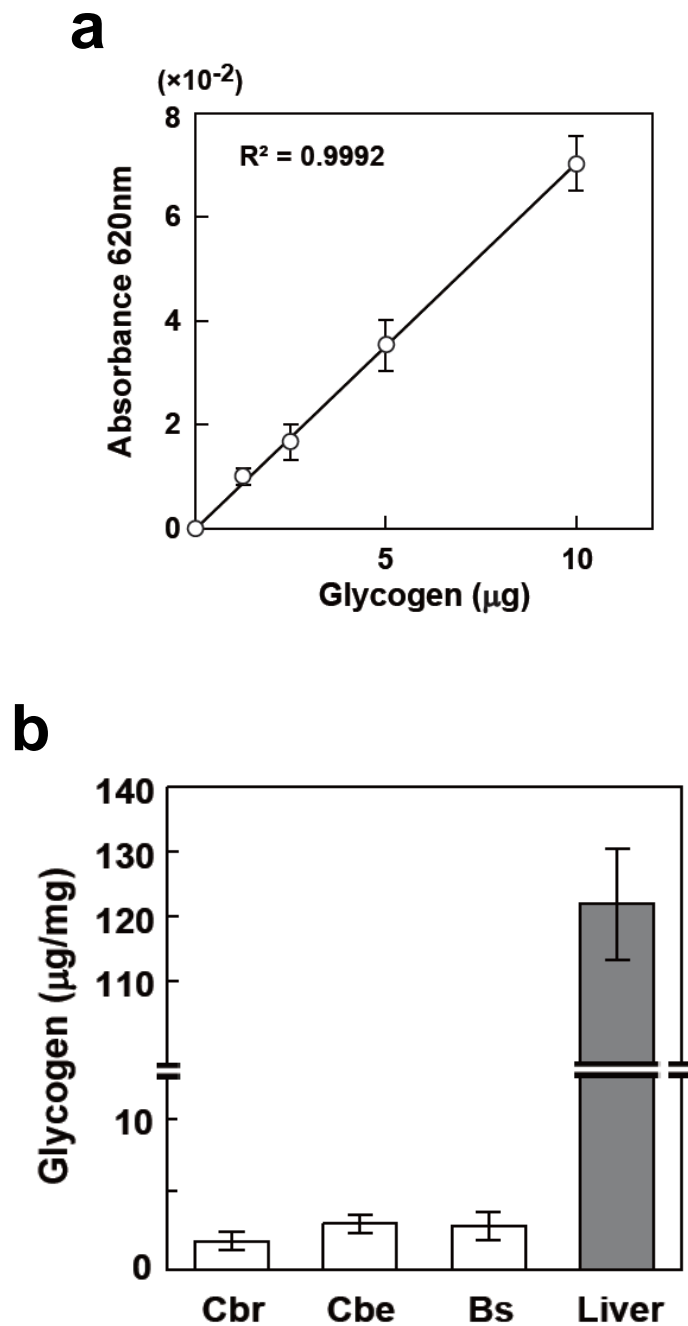 a
(×10⁻²)
8
R² = 0.9992
6
4
2
0
Absorbance 620nm
5 10
Glycogen (μg)
b
140
130
120
110
10
0
Glycogen (μg/mg)
Cbr Cbe Bs Liver